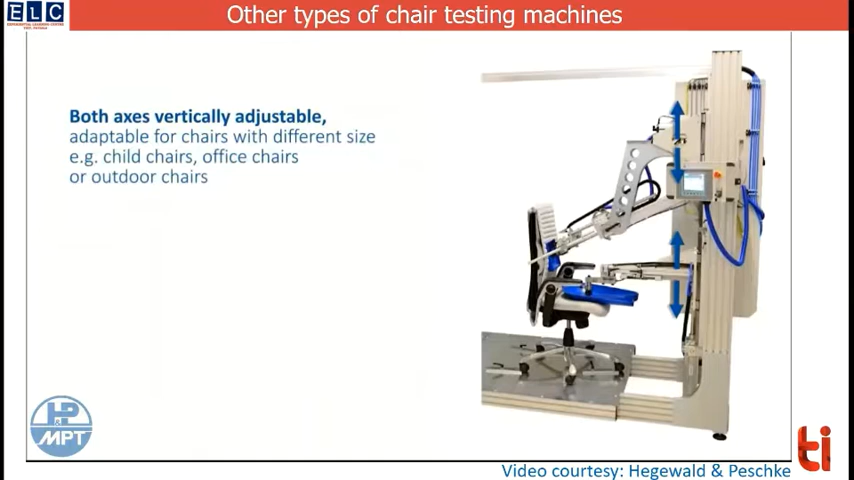 ELC
Other types of chair testing machines
Both axes vertically adjustable,
adaptable for chairs with different size
e.g. child chairs, office chairs
or outdoor chairs
H&P
MPT
ti
Video courtesy: Hegewald & Peschke